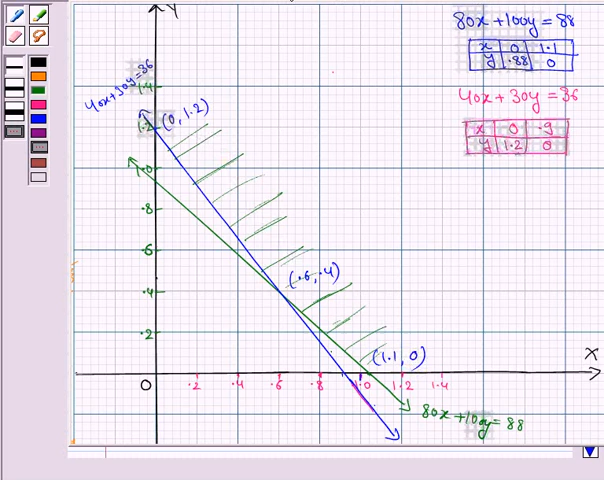 Y
80x+100y=88
x 0 1.1
y .88 0
40x+30y=36
x 0 .9
y 1.2 0
40x+30y=36
1.4
(0,1.2)
1.2
1.0
.8
.6
(.6,.4)
.4
.2
(1.1,0)
X
0 .2 .4 .6 .8 1.0 1.2 1.4
80x+100y=88